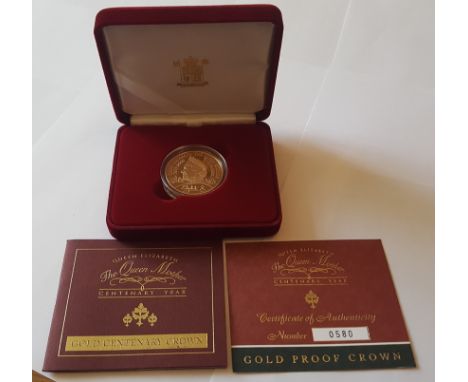 QUEEN ELIZABETH
The Queen Mother
CENTENARY YEAR
GOLD CENTENARY CROWN
QUEEN ELIZABETH
The Queen Mother
CENTENARY YEAR
Certificate of Authenticity
Number 0580
GOLD PROOF CROWN